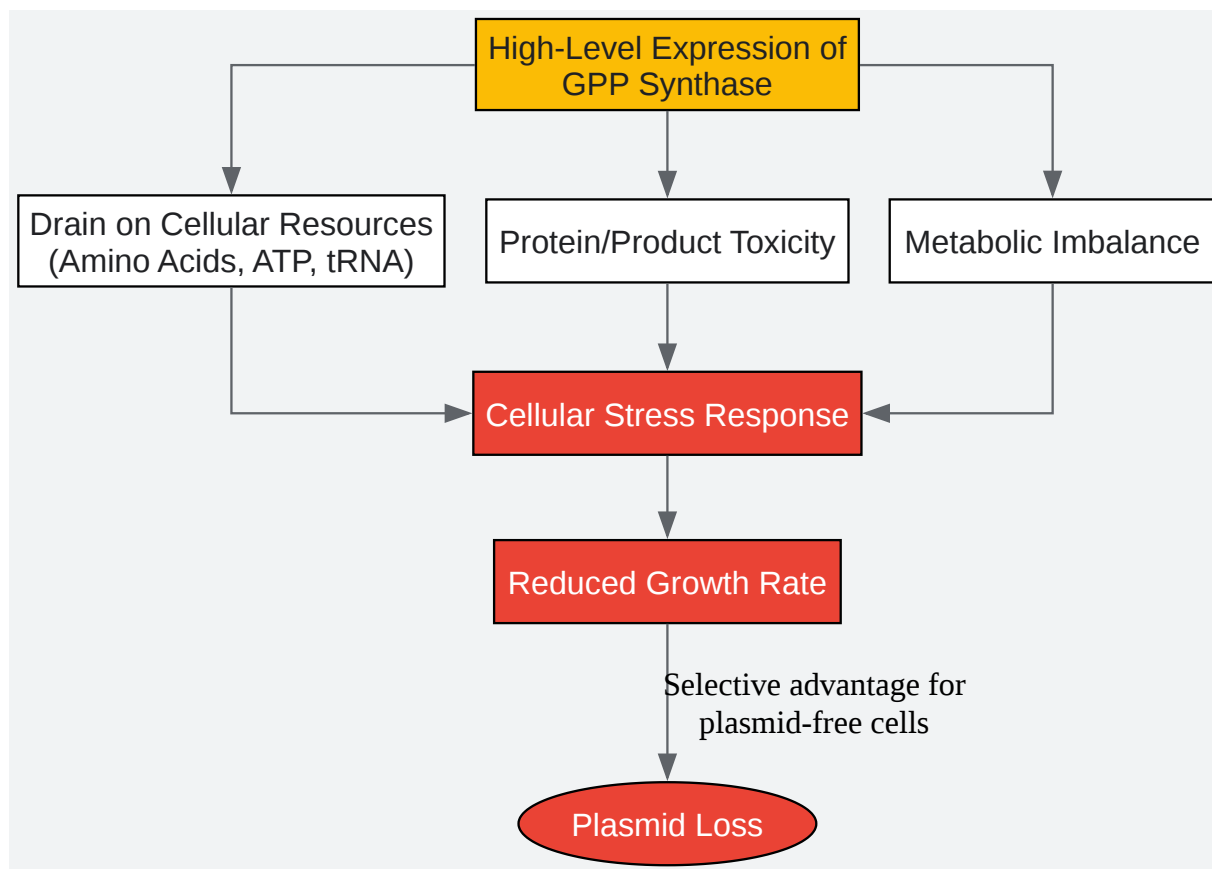 High-Level Expression of
GPP Synthase
Drain on Cellular Resources
(Amino Acids, ATP, tRNA)
Protein/Product Toxicity
Metabolic Imbalance
Cellular Stress Response
Reduced Growth Rate
Selective advantage for
plasmid-free cells
Plasmid Loss